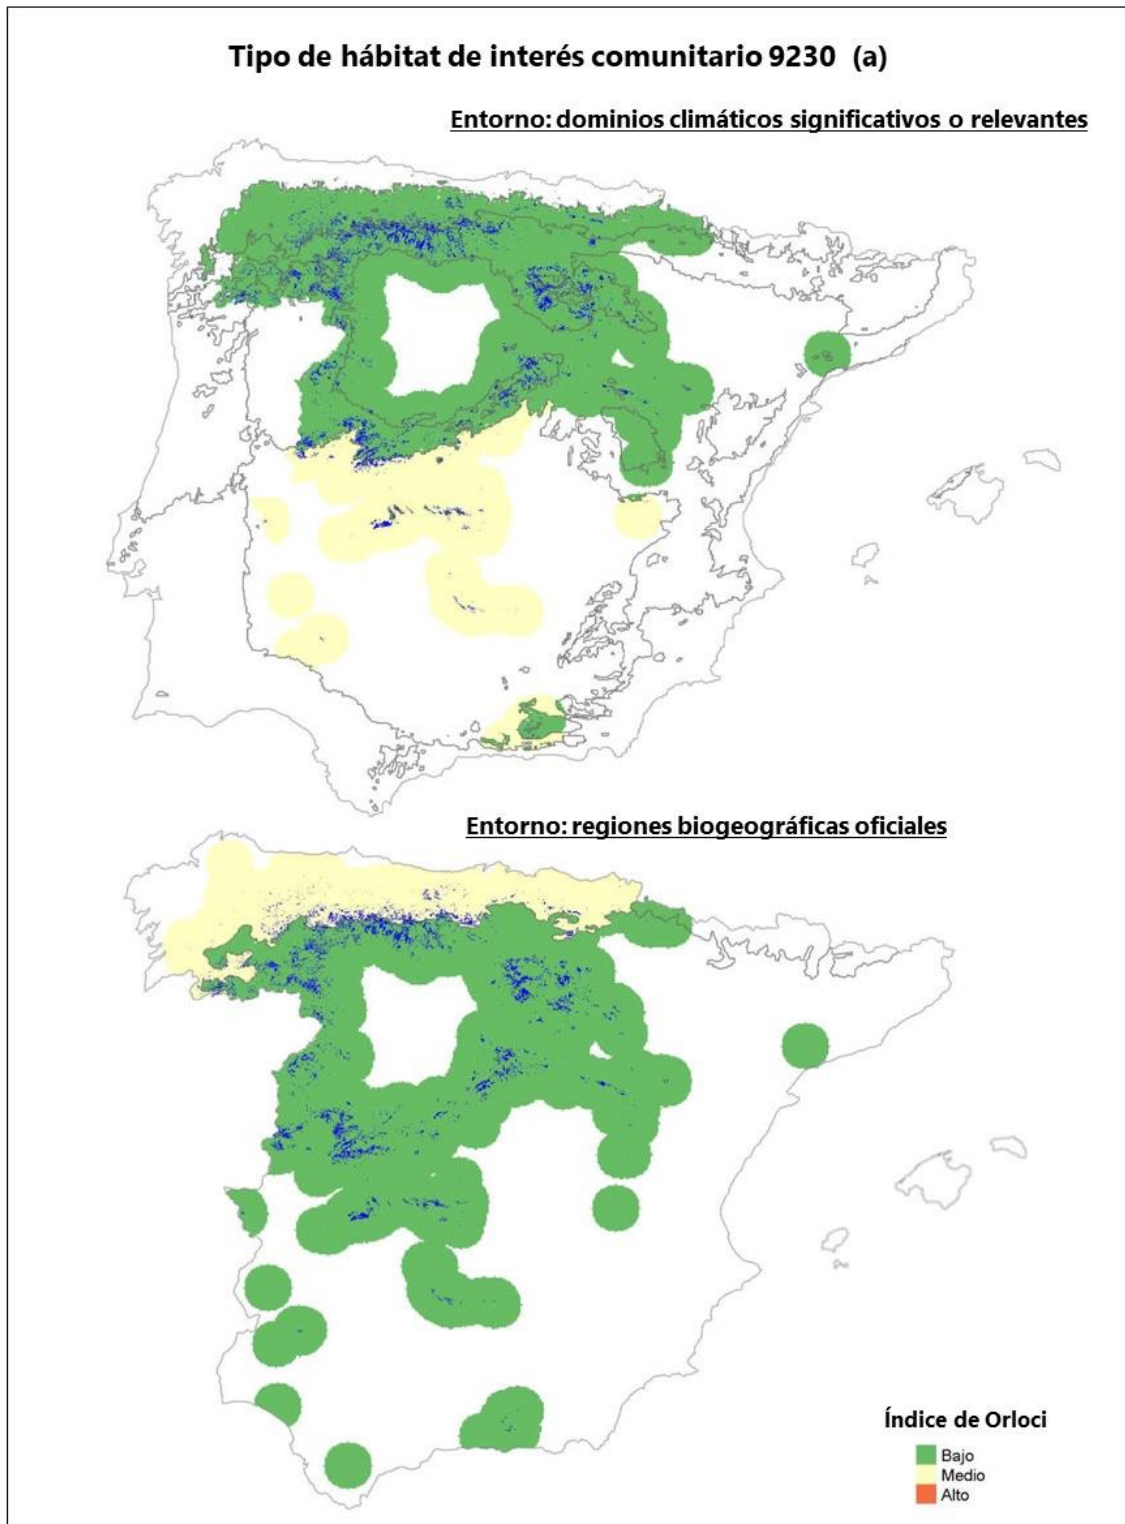 Tipo de hábitat de interés comunitario 9230 (a)
Entorno: dominios climáticos significativos o relevantes
Entorno: regiones biogeográficas oficiales
Índice de Orloci
Bajo
Medio
Alto